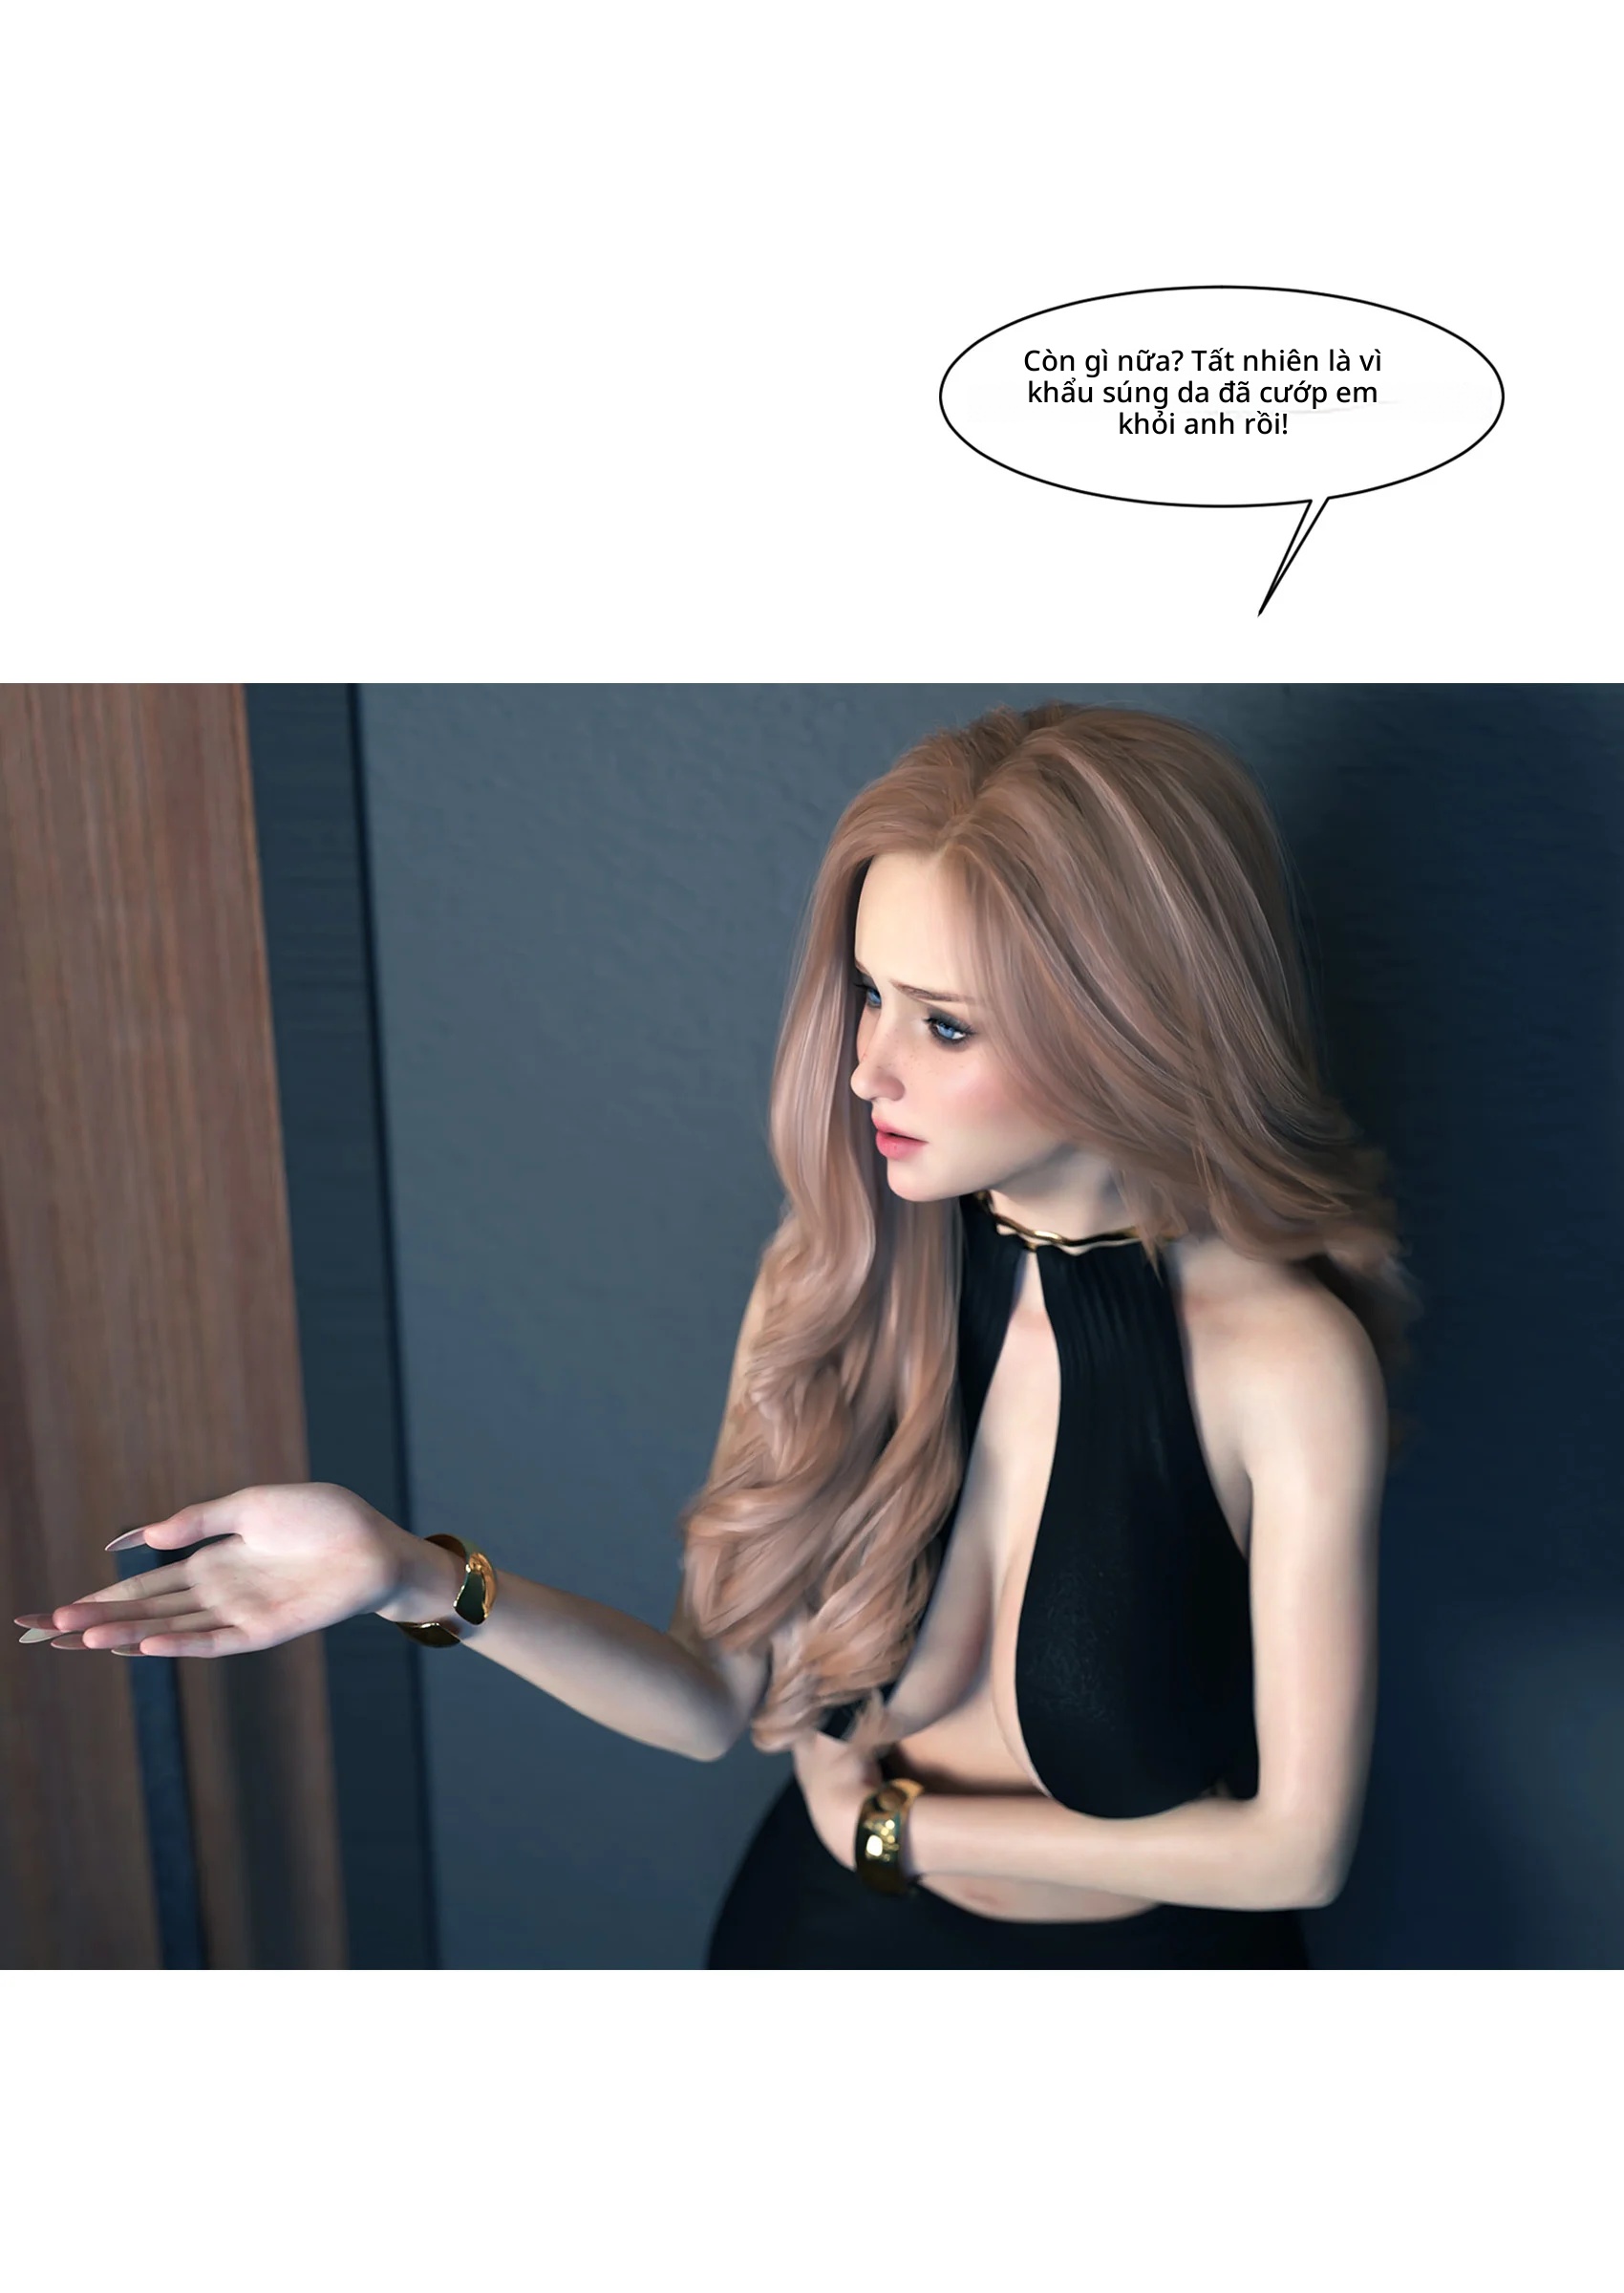 Còn gì nữa? Tất nhiên là vì
khẩu súng da đã cướp em
khỏi anh rồi!